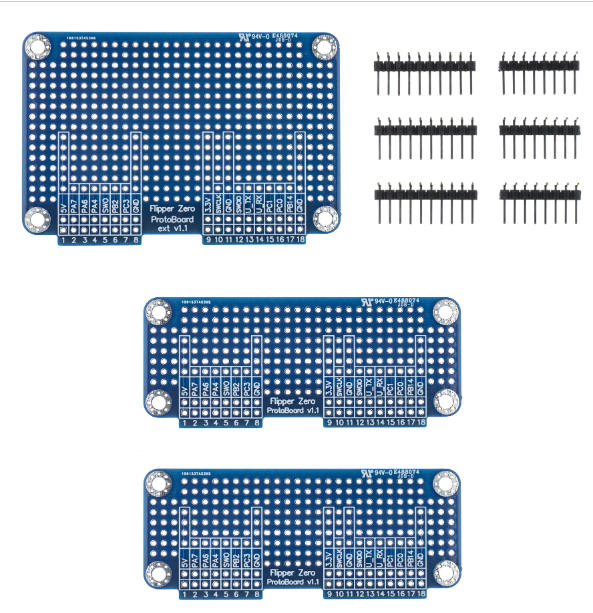 94V-0 E488074
5V PA7 PA6 PA4 SWO PB2 PC3 GND
Flipper Zero
ProtoBoard
ext v1.1
3.3V SWCLK GND SWDIO U_TX U_RX PC1 PC0 PB14 GND
1 2 3 4 5 6 7 8
9 10 11 12 13 14 15 16 17 18
94V-0 E488074
5V PA7 PA6 PA4 SWO PB2 PC3 GND
Flipper Zero
ProtoBoard v1.1
3.3V SWCLK GND SWDIO U_TX U_RX PC1 PC0 PB14 GND
1 2 3 4 5 6 7 8
9 10 11 12 13 14 15 16 17 18
94V-0 E488074
5V PA7 PA6 PA4 SWO PB2 PC3 GND
Flipper Zero
ProtoBoard v1.1
3.3V SWCLK GND SWDIO U_TX U_RX PC1 PC0 PB14 GND
1 2 3 4 5 6 7 8
9 10 11 12 13 14 15 16 17 18